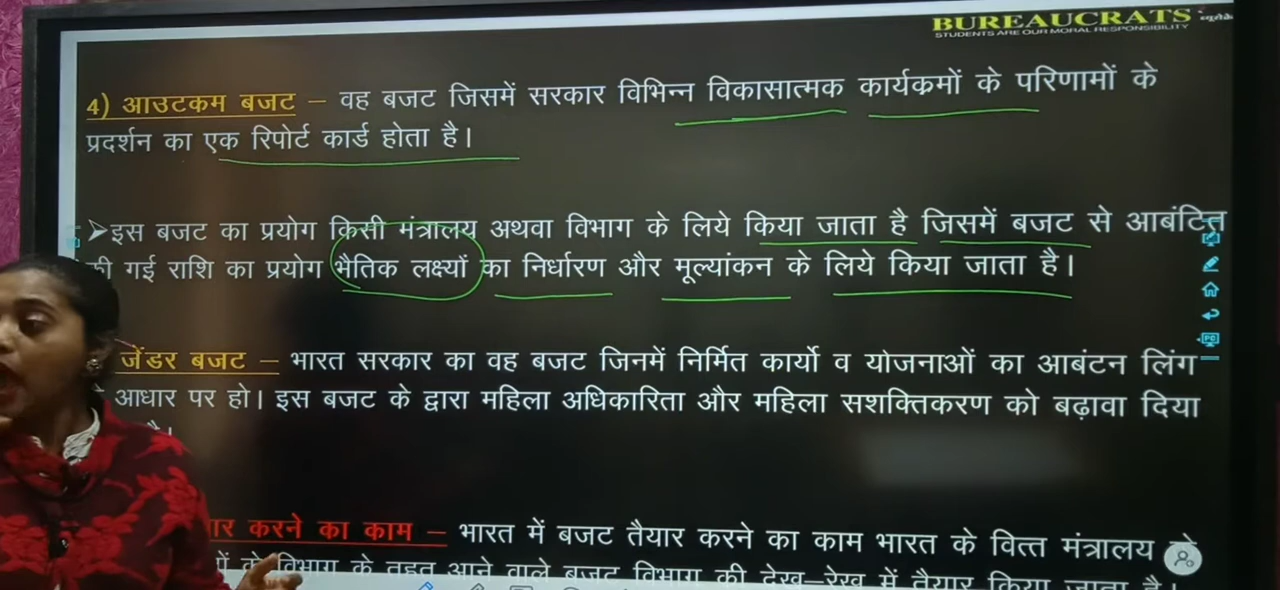 BUREAUCRATS
STUDENTS ARE OUR MORAL RESPONSIBILITY
4) आउटकम बजट – वह बजट जिसमें सरकार विभिन्न विकासात्मक कार्यक्रमों के परिणामों के
प्रदर्शन का एक रिपोर्ट कार्ड होता है।
➢इस बजट का प्रयोग किसी मंत्रालय अथवा विभाग के लिये किया जाता है जिसमें बजट से आबंटित
गई राशि का प्रयोग भैतिक लक्ष्यों का निर्धारण और मूल्यांकन के लिये किया जाता है।
जेंडर बजट – भारत सरकार का वह बजट जिनमें निर्मित कार्यो व योजनाओं का आबंटन लिंग
आधार पर हो। इस बजट के द्वारा महिला अधिकारिता और महिला सशक्तिकरण को बढ़ावा दिया
है।
करने का काम – भारत में बजट तैयार करने का काम भारत के वित्त मंत्रालय
के विभाग के तहत आने वाले बजट विभाग की देख–रेख में तैयार किया जाता है।